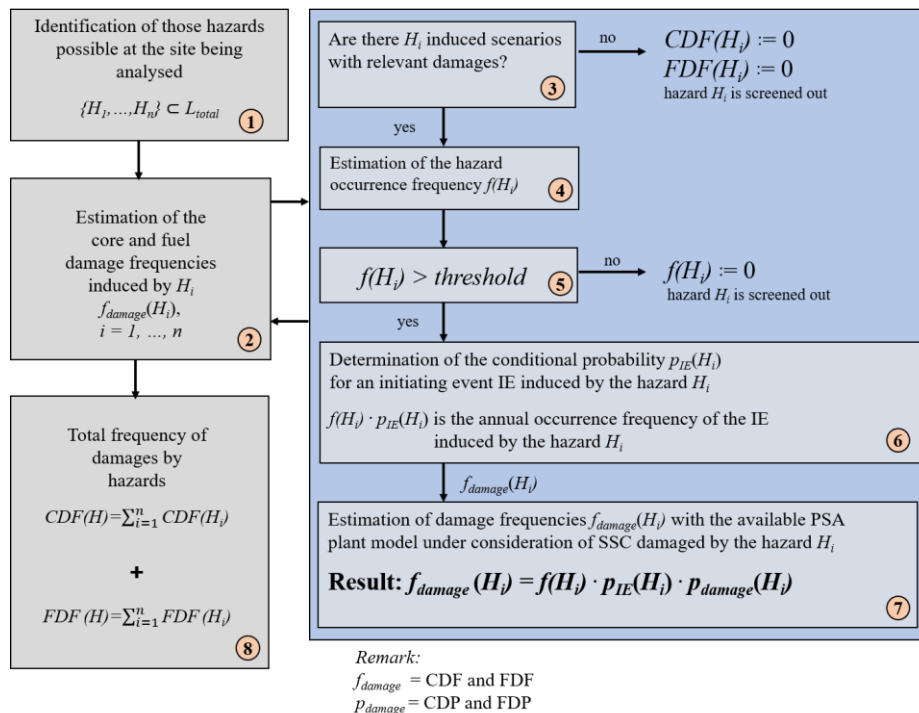 Identification of those hazards
possible at the site being
analysed
{H1,...,Hn} ⊂ Ltotal
1
Estimation of the
core and fuel
damage frequencies
induced by Hi
fdamage(Hi),
i = 1, ..., n
2
Are there Hi induced scenarios
with relevant damages?
3
no
CDF(Hi) := 0
FDF(Hi) := 0
hazard Hi is screened out
yes
Estimation of the hazard
occurrence frequency f(Hi)
4
f(Hi) > threshold
5
no
f(Hi) := 0
hazard Hi is screened out
yes
Determination of the conditional probability pIE(Hi)
for an initiating event IE induced by the hazard Hi
f(Hi) · pIE(Hi) is the annual occurrence frequency of the IE
induced by the hazard Hi
6
fdamage(Hi)
Estimation of damage frequencies fdamage(Hi) with the available PSA
plant model under consideration of SSC damaged by the hazard Hi
Result: fdamage (Hi) = f(Hi) · pIE(Hi) · pdamage(Hi)
7
Total frequency of
damages by
hazards
CDF(H)=∑ⁿᵢ₌₁ CDF(Hi)
+
FDF(H)=∑ⁿᵢ₌₁ FDF(Hi)
8
Remark:
fdamage = CDF and FDF
pdamage = CDP and FDP